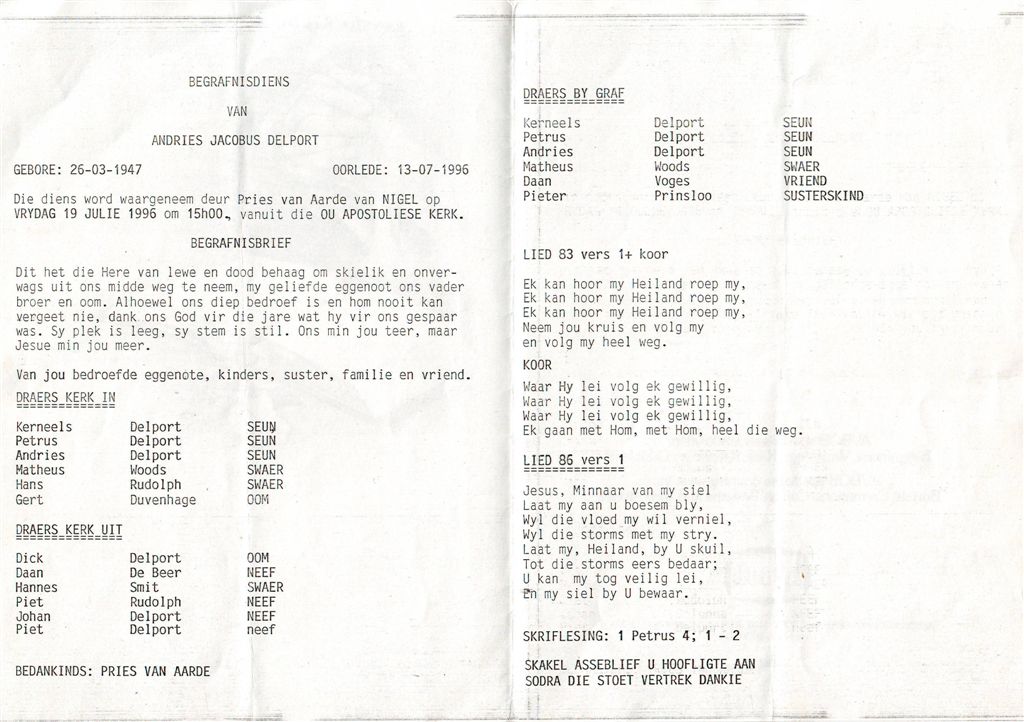 BEGRAFNISDIENS
VAN
ANDRIES JACOBUS DELPORT
GEBORE: 26-03-1947 OORLEDE: 13-07-1996
Die diens word waargeneem deur Pries van Aarde van NIGEL op
VRYDAG 19 JULIE 1996 om 15h00., vanuit die OU APOSTOLIESE KERK.
BEGRAFNISBRIEF
Dit het die Here van lewe en dood behaag om skielik en onver-
wags uit ons midde weg te neem, my geliefde eggenoot ons vader
broer en oom. Alhoewel ons diep bedroef is en hom nooit kan
vergeet nie, dank ons God vir die jare wat hy vir ons gespaar
was. Sy plek is leeg, sy stem is stil. Ons min jou teer, maar
Jesue min jou meer.
Van jou bedroefde eggenote, kinders, suster, familie en vriend.
DRAERS KERK IN
Kerneels Delport SEUN
Petrus Delport SEUN
Andries Delport SEUN
Matheus Woods SWAER
Hans Rudolph SWAER
Gert Duvenhage OOM
DRAERS KERK UIT
Dick Delport OOM
Daan De Beer NEEF
Hannes Smit SWAER
Piet Rudolph NEEF
Johan Delport NEEF
Piet Delport neef
BEDANKINDS: PRIES VAN AARDE
DRAERS BY GRAF
Kerneels Delport SEUN
Petrus Delport SEUN
Andries Delport SEUN
Matheus Woods SWAER
Daan Voges VRIEND
Pieter Prinsloo SUSTERSKIND
LIED 83 vers 1+ koor
Ek kan hoor my Heiland roep my,
Ek kan hoor my Heiland roep my,
Ek kan hoor my Heiland roep my,
Neem jou kruis en volg my
en volg my heel weg.
KOOR
Waar Hy lei volg ek gewillig,
Waar Hy lei volg ek gewillig,
Waar Hy lei volg ek gewillig,
Ek gaan met Hom, met Hom, heel die weg.
LIED 86 vers 1
Jesus, Minnaar van my siel
Laat my aan u boesem bly,
Wyl die vloed my wil verniel,
Wyl die storms met my stry.
Laat my, Heiland, by U skuil,
Tot die storms eers bedaar;
U kan my tog veilig lei,
En my siel by U bewaar.
SKRIFLESING: 1 Petrus 4; 1 - 2
SKAKEL ASSEBLIEF U HOOFLIGTE AAN
SODRA DIE STOET VERTREK DANKIE